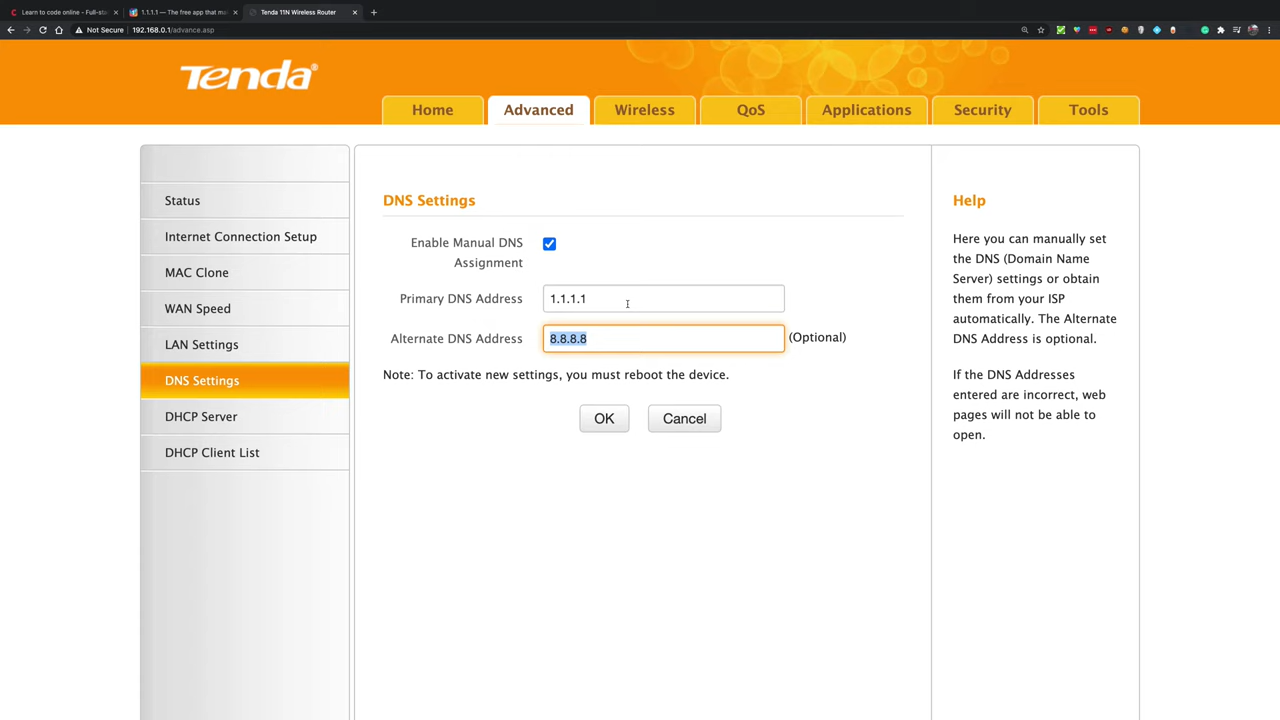 Learn to code online - Full-st
1.1.1.1 — The free app that ma
Tenda 11N Wireless Router
Not Secure
192.168.0.1/advance.asp
Tenda®
Home
Advanced
Wireless
QoS
Applications
Security
Tools
Status
Internet Connection Setup
MAC Clone
WAN Speed
LAN Settings
DNS Settings
DHCP Server
DHCP Client List
DNS Settings
Enable Manual DNS
Assignment
Primary DNS Address
1.1.1.1
Alternate DNS Address
8.8.8.8
(Optional)
Note: To activate new settings, you must reboot the device.
OK
Cancel
Help
Here you can manually set
the DNS (Domain Name
Server) settings or obtain
them from your ISP
automatically. The Alternate
DNS Address is optional.
If the DNS Addresses
entered are incorrect, web
pages will not be able to
open.